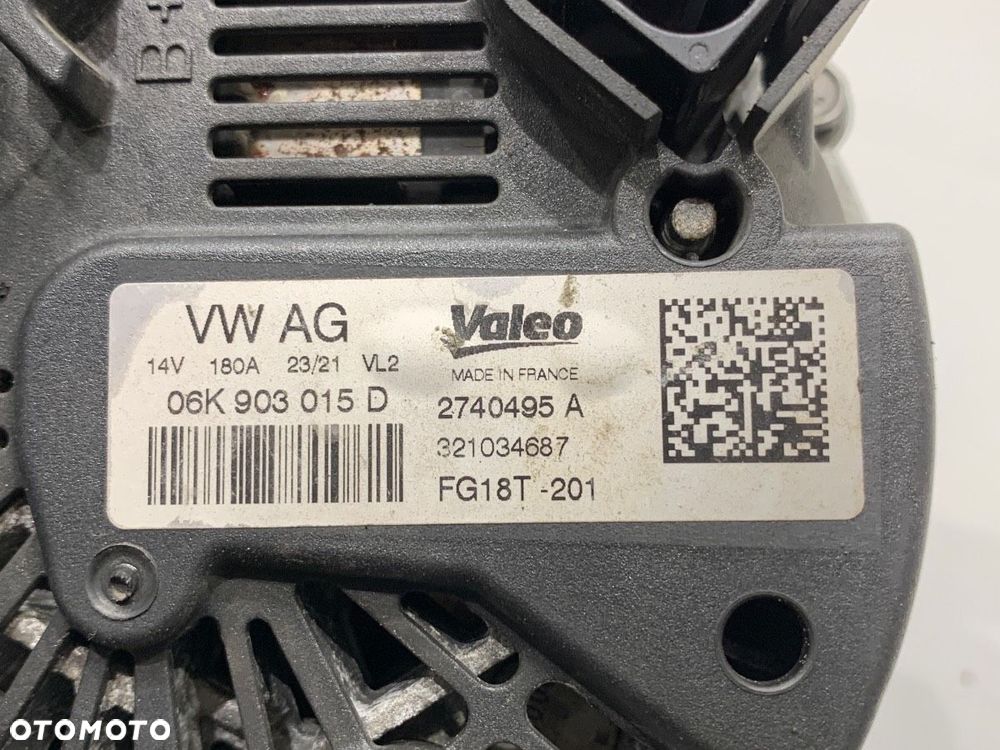 B+
VW AG
14V 180A 23/21 VL2
06K 903 015 D
Valeo
MADE IN FRANCE
2740495 A
321034687
FG18T -201
OTOMOTO